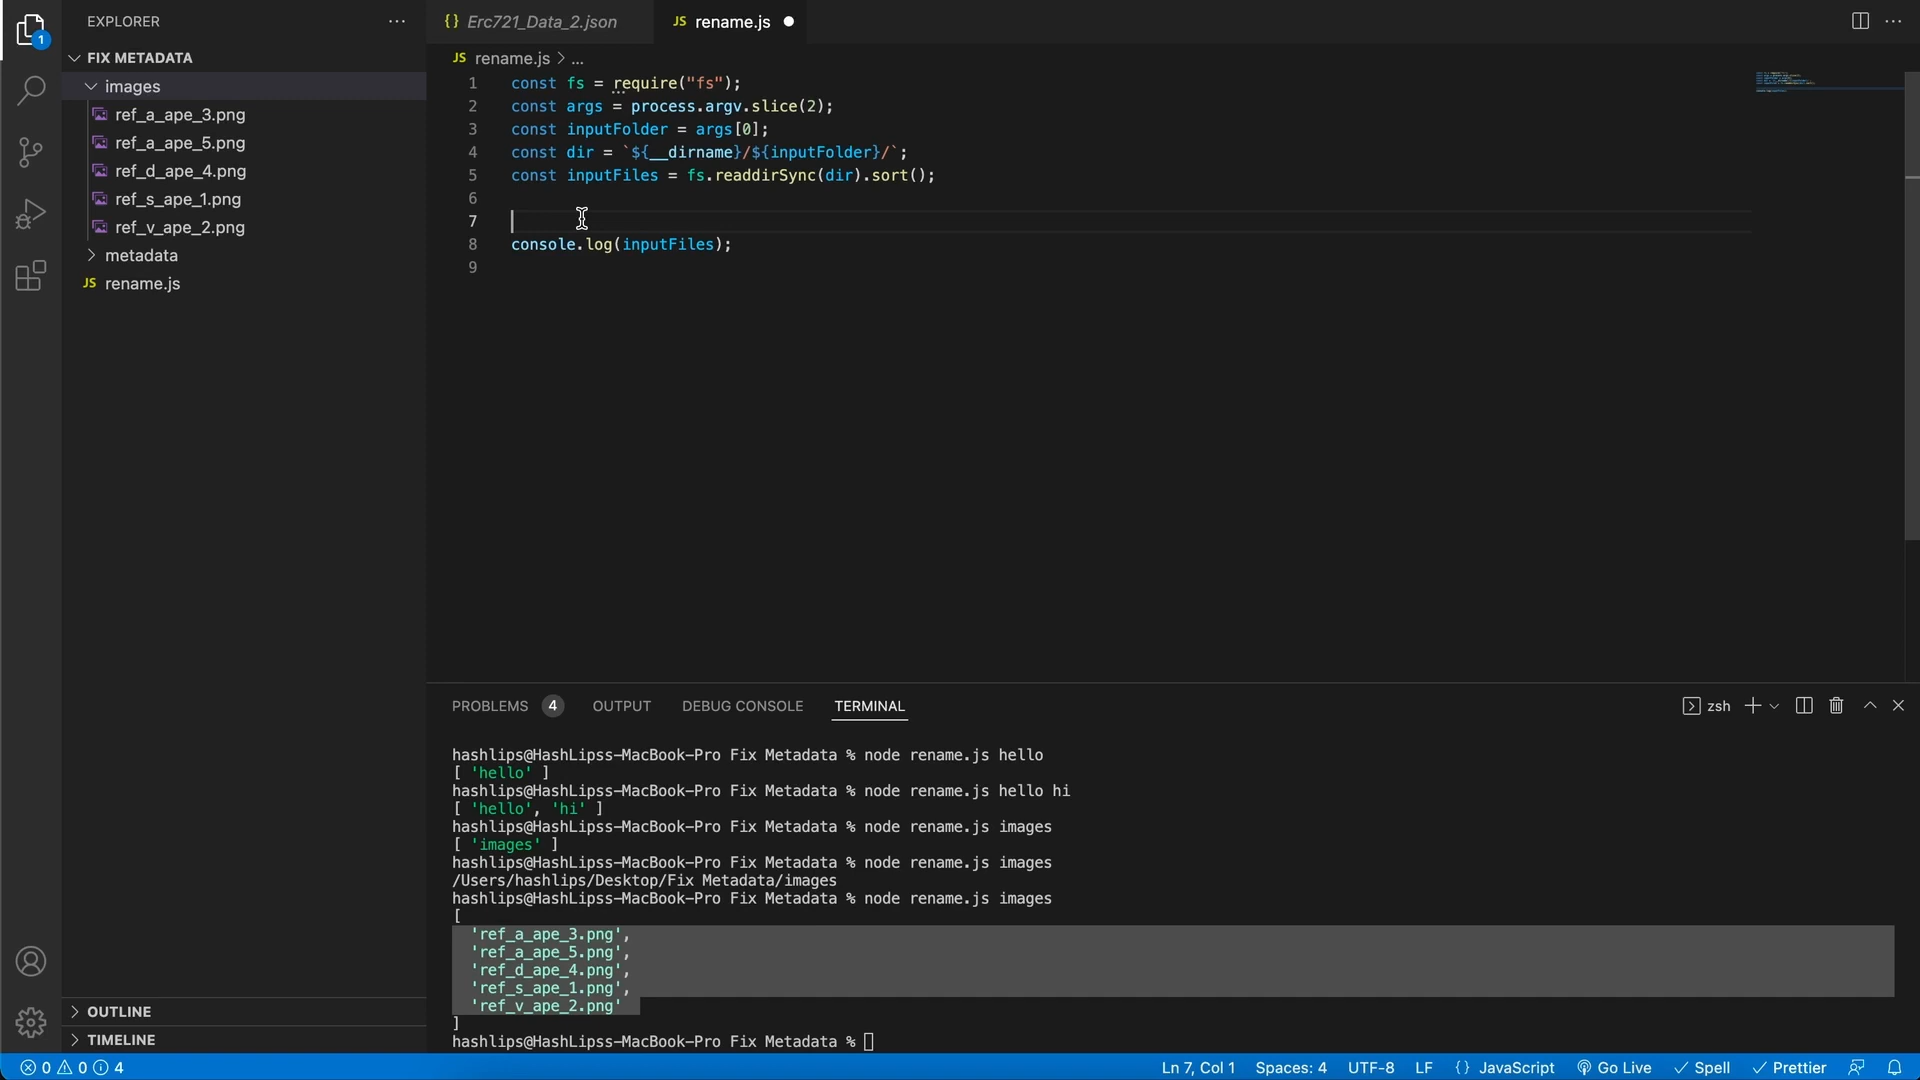 EXPLORER
1
FIX METADATA
images
ref_a_ape_3.png
ref_a_ape_5.png
ref_d_ape_4.png
ref_s_ape_1.png
ref_v_ape_2.png
metadata
JS rename.js
OUTLINE
TIMELINE
{} Erc721_Data_2.json
JS rename.js
JS rename.js > ...
1 const fs = require("fs");
2 const args = process.argv.slice(2);
3 const inputFolder = args[0];
4 const dir = `${__dirname}/${inputFolder}/`;
5 const inputFiles = fs.readdirSync(dir).sort();
6
7
8 console.log(inputFiles);
9
PROBLEMS 4 OUTPUT DEBUG CONSOLE TERMINAL
zsh
hashlips@HashLipss-MacBook-Pro Fix Metadata % node rename.js hello
[ 'hello' ]
hashlips@HashLipss-MacBook-Pro Fix Metadata % node rename.js hello hi
[ 'hello', 'hi' ]
hashlips@HashLipss-MacBook-Pro Fix Metadata % node rename.js images
[ 'images' ]
hashlips@HashLipss-MacBook-Pro Fix Metadata % node rename.js images
/Users/hashlips/Desktop/Fix Metadata/images
hashlips@HashLipss-MacBook-Pro Fix Metadata % node rename.js images
[
'ref_a_ape_3.png',
'ref_a_ape_5.png',
'ref_d_ape_4.png',
'ref_s_ape_1.png',
'ref_v_ape_2.png'
]
hashlips@HashLipss-MacBook-Pro Fix Metadata %
0 0 4 Ln 7, Col 1 Spaces: 4 UTF-8 LF {} JavaScript Go Live Spell Prettier